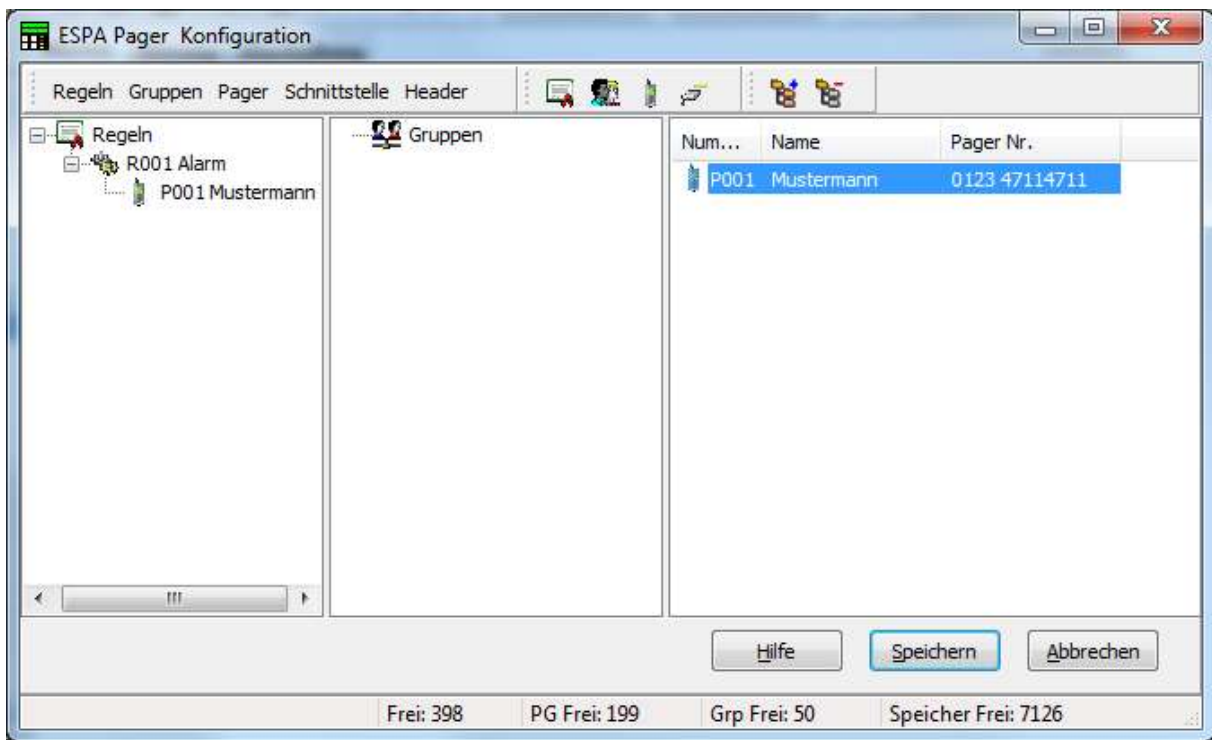 ESPA Pager Konfiguration
Regeln Gruppen Pager Schnittstelle Header
Regeln
R001 Alarm
P001 Mustermann
Gruppen
Num... Name Pager Nr.
P001 Mustermann 0123 47114711
Hilfe Speichern Abbrechen
Frei: 398 PG Frei: 199 Grp Frei: 50 Speicher Frei: 7126